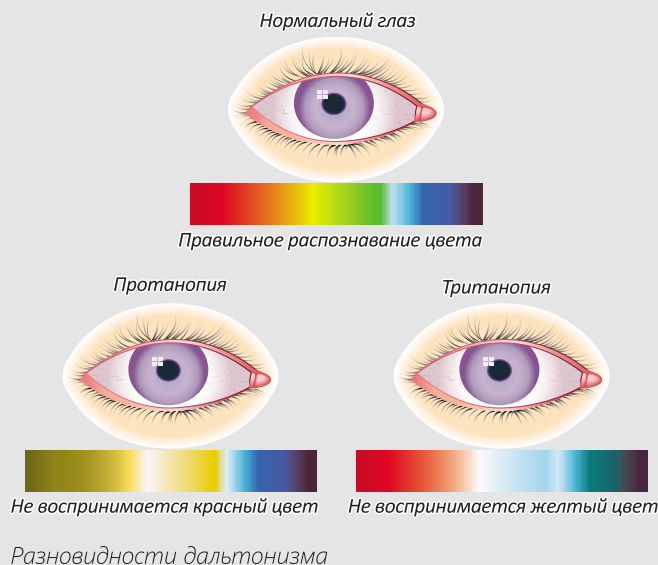 Нормальный глаз
Правильное распознавание цвета
Протанопия
Тританопия
Не воспринимается красный цвет
Не воспринимается желтый цвет
Разновидности дальтонизма